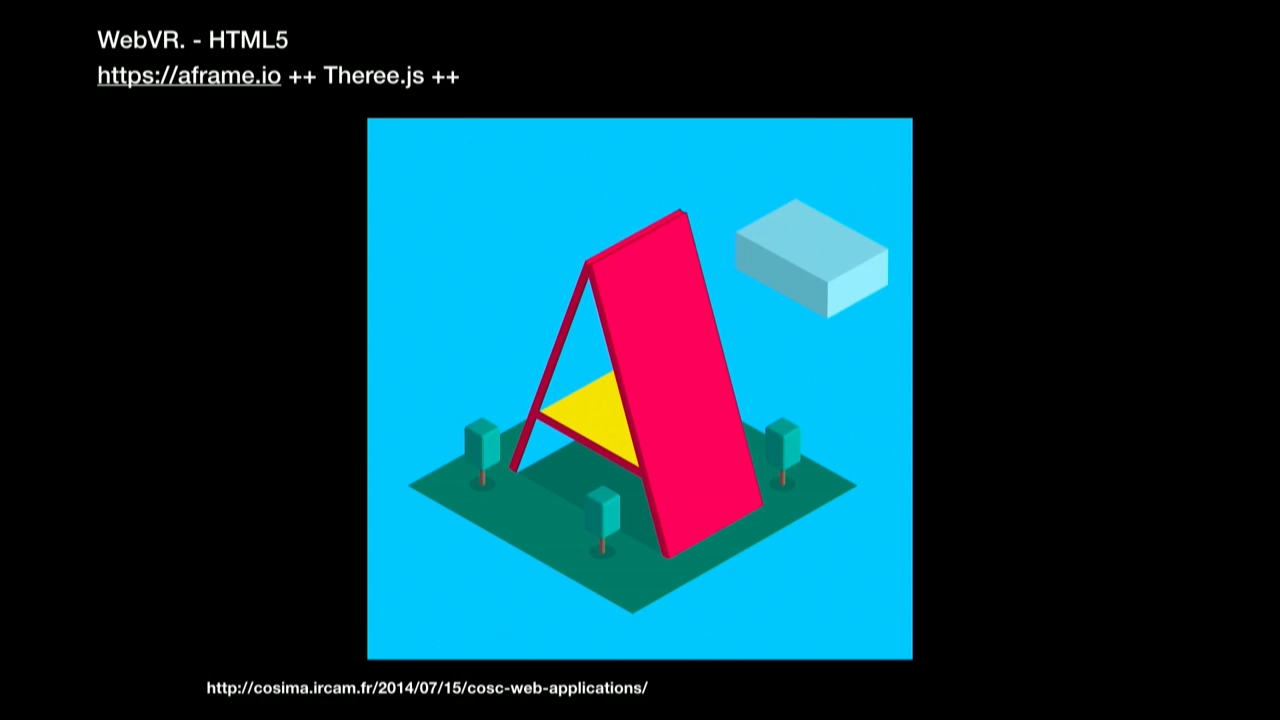 WebVR. - HTML5
https://aframe.io ++ Theree.js ++
http://cosima.ircam.fr/2014/07/15/cosc-web-applications/